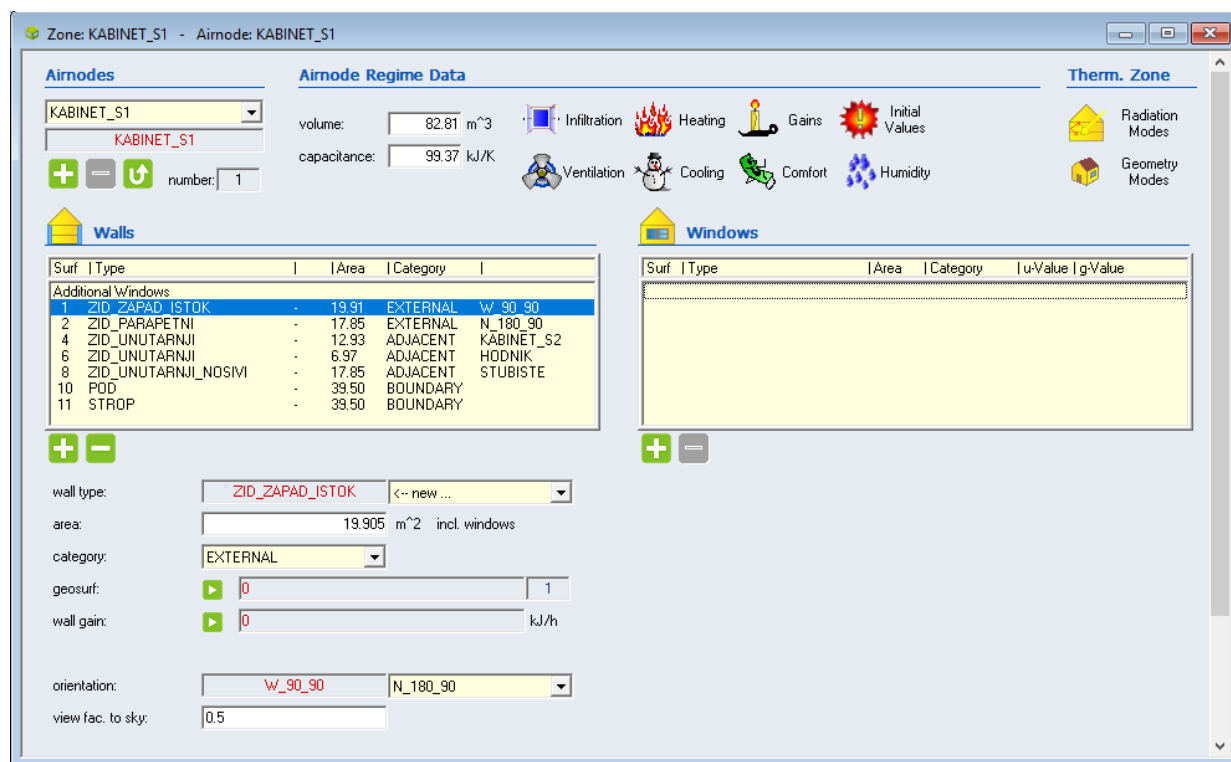 Zone: KABINET_S1 - Airnode: KABINET_S1
Airnodes
Airnode Regime Data
Therm. Zone
KABINET_S1
KABINET_S1
number: 1
volume: 82.81 m^3
capacitance: 99.37 kJ/K
Infiltration Heating Gains Initial Values
Ventilation Cooling Comfort Humidity
Radiation Modes
Geometry Modes
Walls
Surf | Type | | Area | Category |
Additional Windows
1 ZID_ZAPAD_ISTOK - 19.91 EXTERNAL W_90_90
2 ZID_PARAPETNI - 17.85 EXTERNAL N_180_90
4 ZID_UNUTARNJI - 12.93 ADJACENT KABINET_S2
6 ZID_UNUTARNJI - 6.97 ADJACENT HODNIK
8 ZID_UNUTARNJI_NOSIVI - 17.85 ADJACENT STUBISTE
10 POD - 39.50 BOUNDARY
11 STROP - 39.50 BOUNDARY
Windows
Surf | Type | Area | Category | u-Value | g-Value
wall type: ZID_ZAPAD_ISTOK <-- new ...
area: 19.905 m^2 incl. windows
category: EXTERNAL
geosurf: 0 1
wall gain: 0 kJ/h
orientation: W_90_90 N_180_90
view fac. to sky: 0.5